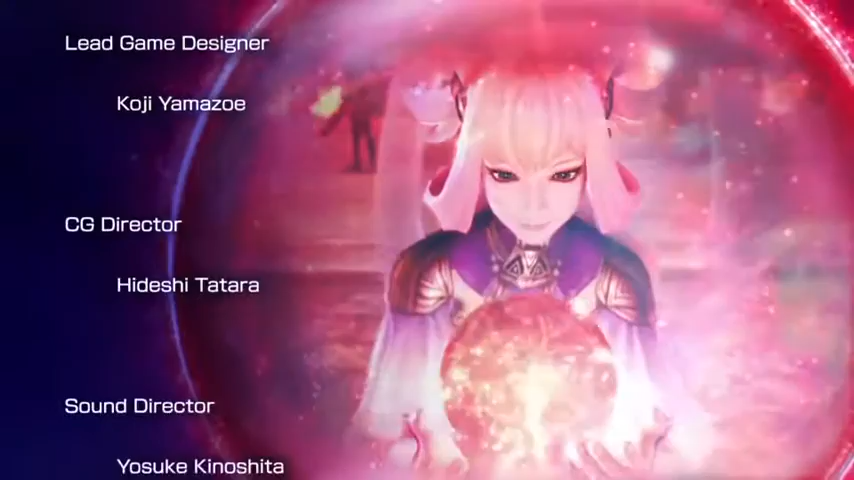 Lead Game Designer
Koji Yamazoe
CG Director
Hideshi Tatara
Sound Director
Yosuke Kinoshita